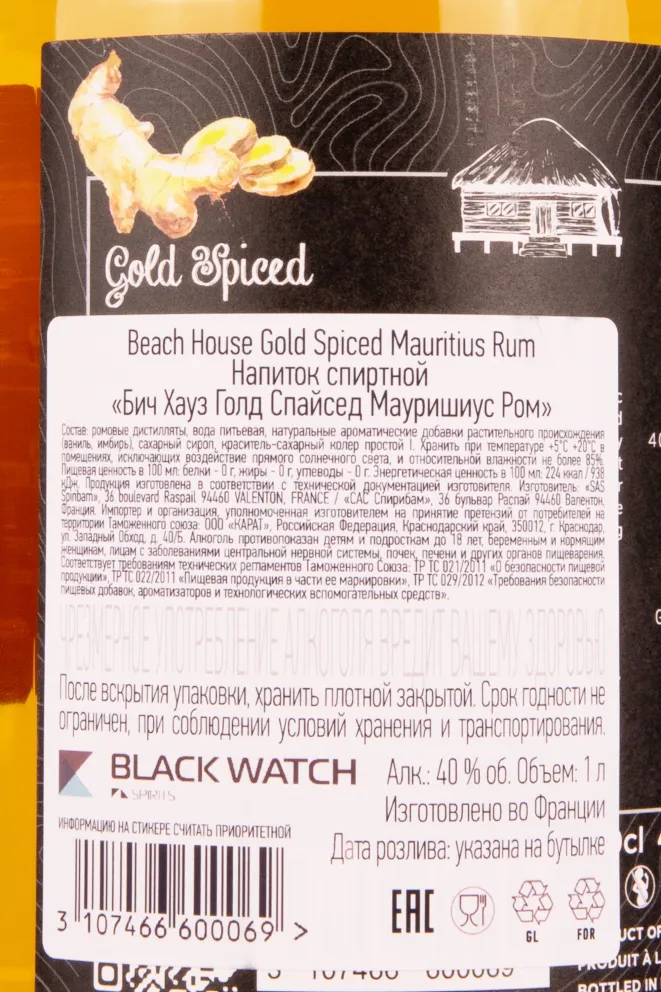 Gold Spiced
Beach House Gold Spiced Mauritius Rum
Напиток спиртной
«Бич Хауз Голд Спайсед Мауришиус Ром»
Состав: ромовые дистилляты, вода питьевая, натуральные ароматические добавки растительного происхождения
(ваниль, имбирь), сахарный сироп, краситель-сахарный колер простой I. Хранить при температуре +5°C +20°C в
помещениях, исключающих воздействие прямого солнечного света, и относительной влажности не более 85%.
Пищевая ценность в 100 мл: белки - 0 г, жиры - 0 г, углеводы - 0 г. Энергетическая ценность в 100 мл: 224 ккал / 938
кДж. Продукция изготовлена в соответствии с технической документацией изготовителя. Изготовитель: «SAS
Spiribam», 36 boulevard Raspail 94460 VALENTON, FRANCE / «САС Спирибам», 36 бульвар Распай 94460 Валентон,
Франция. Импортер и организация, уполномоченная изготовителем на принятие претензий от потребителей на
территории Таможенного союза: ООО «КАРАТ», Российская Федерация, Краснодарский край, 350012, г. Краснодар,
ул. Западный Обход, д. 40/Б. Алкоголь противопоказан детям и подросткам до 18 лет, беременным и кормящим
женщинам, лицам с заболеваниями центральной нервной системы, почек, печени и других органов пищеварения.
Соответствует требованиям технических регламентов Таможенного Союза: ТР ТС 021/2011 «О безопасности пищевой
продукции», ТР ТС 022/2011 «Пищевая продукция в части ее маркировки», ТР ТС 029/2012 «Требования безопасности
пищевых добавок, ароматизаторов и технологических вспомогательных средств».
ЧРЕЗМЕРНОЕ УПОТРЕБЛЕНИЕ АЛКОГОЛЯ ВРЕДИТ ВАШЕМУ ЗДОРОВЬЮ
После вскрытия упаковки, хранить плотной закрытой. Срок годности не
ограничен, при соблюдении условий хранения и транспортирования.
BLACK WATCH
SPIRITS
Алк.: 40 % об. Объем: 1 л
Изготовлено во Франции
Дата розлива: указана на бутылке
ИНФОРМАЦИЮ НА СТИКЕРЕ СЧИТАТЬ ПРИОРИТЕТНОЙ
3 107466 600069 >
EAC
GL
FOR
3 107466 600069
PRODUIT À L
BOTTLED IN